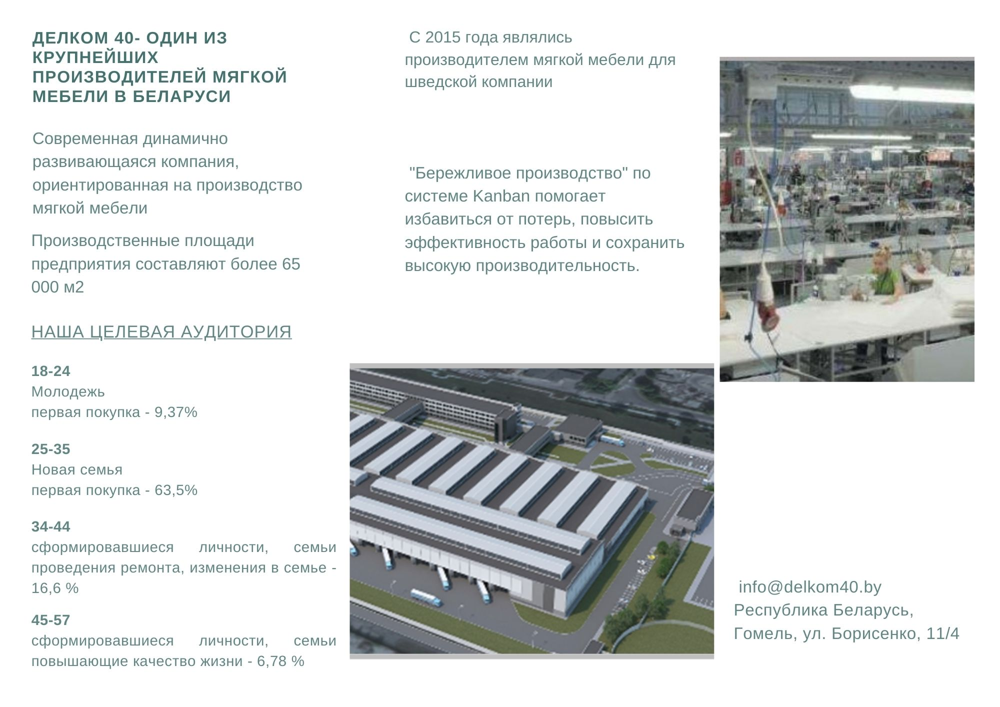 ДЕЛКОМ 40- ОДИН ИЗ
КРУПНЕЙШИХ
ПРОИЗВОДИТЕЛЕЙ МЯГКОЙ
МЕБЕЛИ В БЕЛАРУСИ
Современная динамично
развивающаяся компания,
ориентированная на производство
мягкой мебели
Производственные площади
предприятия составляют более 65
000 м2
НАША ЦЕЛЕВАЯ АУДИТОРИЯ
18-24
Молодежь
первая покупка - 9,37%
25-35
Новая семья
первая покупка - 63,5%
34-44
сформировавшиеся личности, семьи
проведения ремонта, изменения в семье -
16,6 %
45-57
сформировавшиеся личности, семьи
повышающие качество жизни - 6,78 %
С 2015 года являлись
производителем мягкой мебели для
шведской компании
"Бережливое производство" по
системе Kanban помогает
избавиться от потерь, повысить
эффективность работы и сохранить
высокую производительность.
info@delkom40.by
Республика Беларусь,
Гомель, ул. Борисенко, 11/4